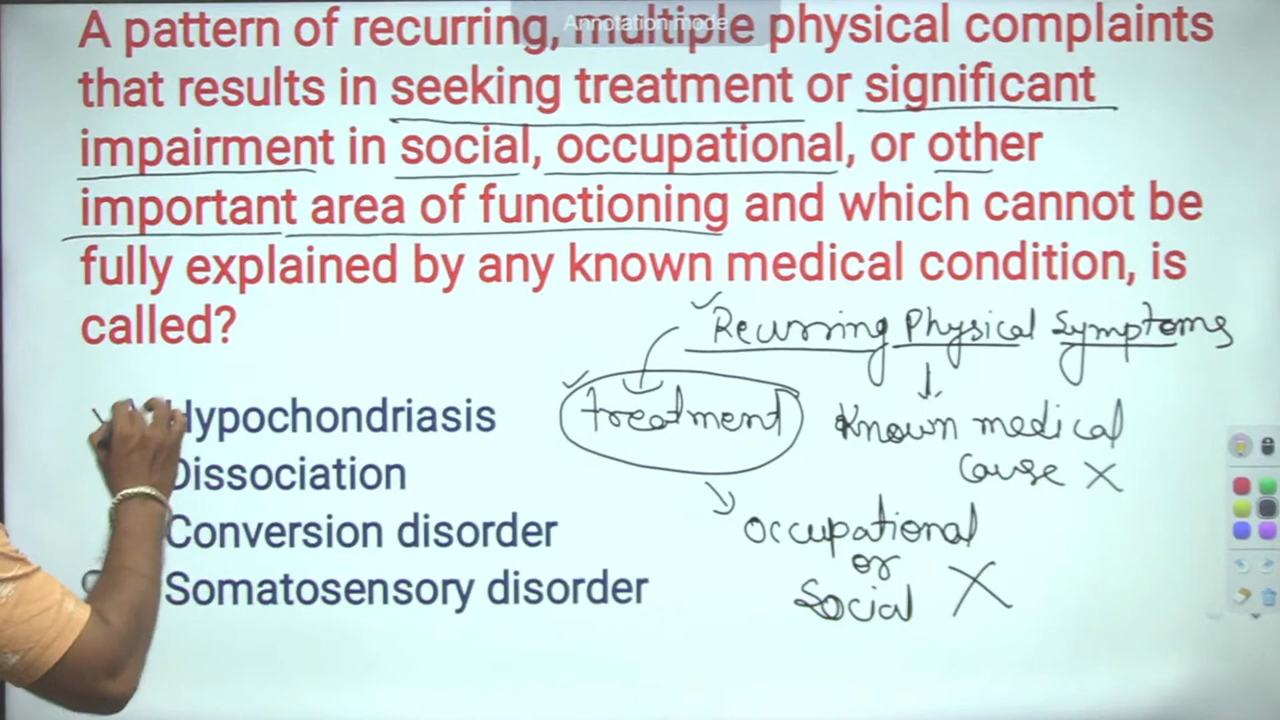 Annotation mode
A pattern of recurring, multiple physical complaints
that results in seeking treatment or significant
impairment in social, occupational, or other
important area of functioning and which cannot be
fully explained by any known medical condition, is
called?
Recurring Physical Symptoms
Hypochondriasis
treatment
Known medical
Cause X
Dissociation
Conversion disorder
Occupational
or
Social X
Somatosensory disorder